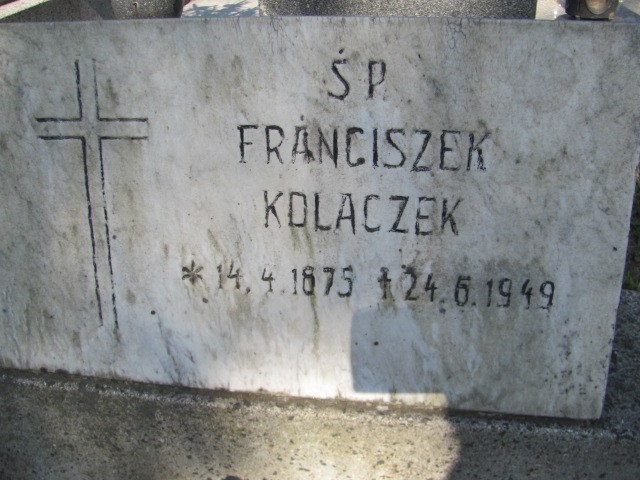 ŚP
FRANCISZEK
KOLACZEK
* 14.4.1875 † 24.6.1949